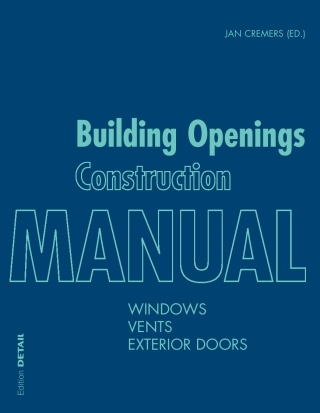 JAN CREMERS (ED.)
Building Openings
Construction
MANUAL
WINDOWS
VENTS
EXTERIOR DOORS
Edition DETAIL